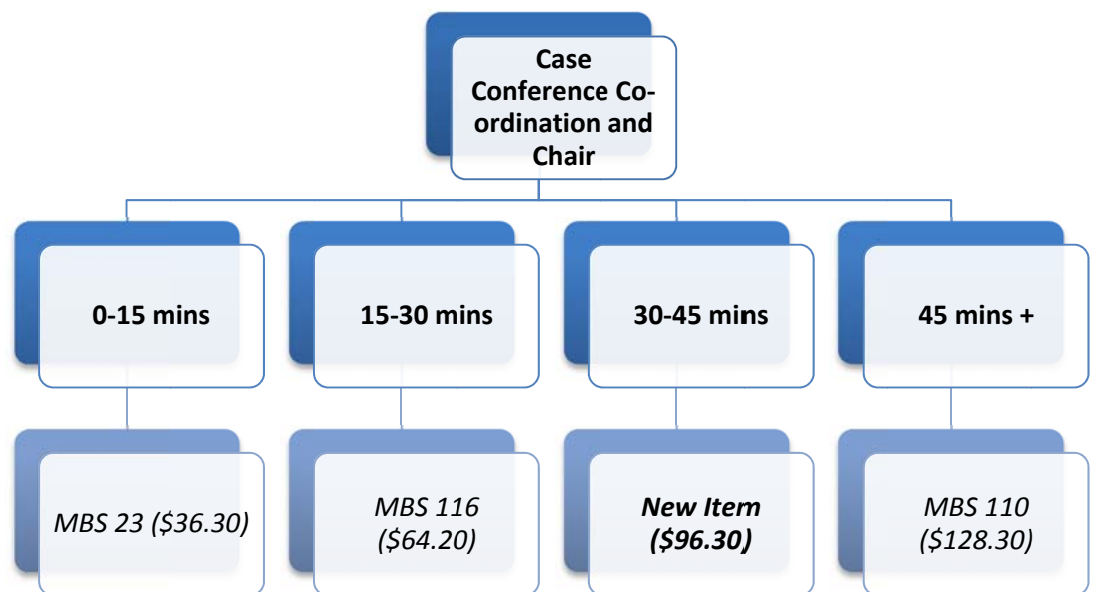 Case
Conference Co-
ordination and
Chair
0-15 mins
15-30 mins
30-45 mins
45 mins +
MBS 23 ($36.30)
MBS 116
($64.20)
New Item
($96.30)
MBS 110
($128.30)